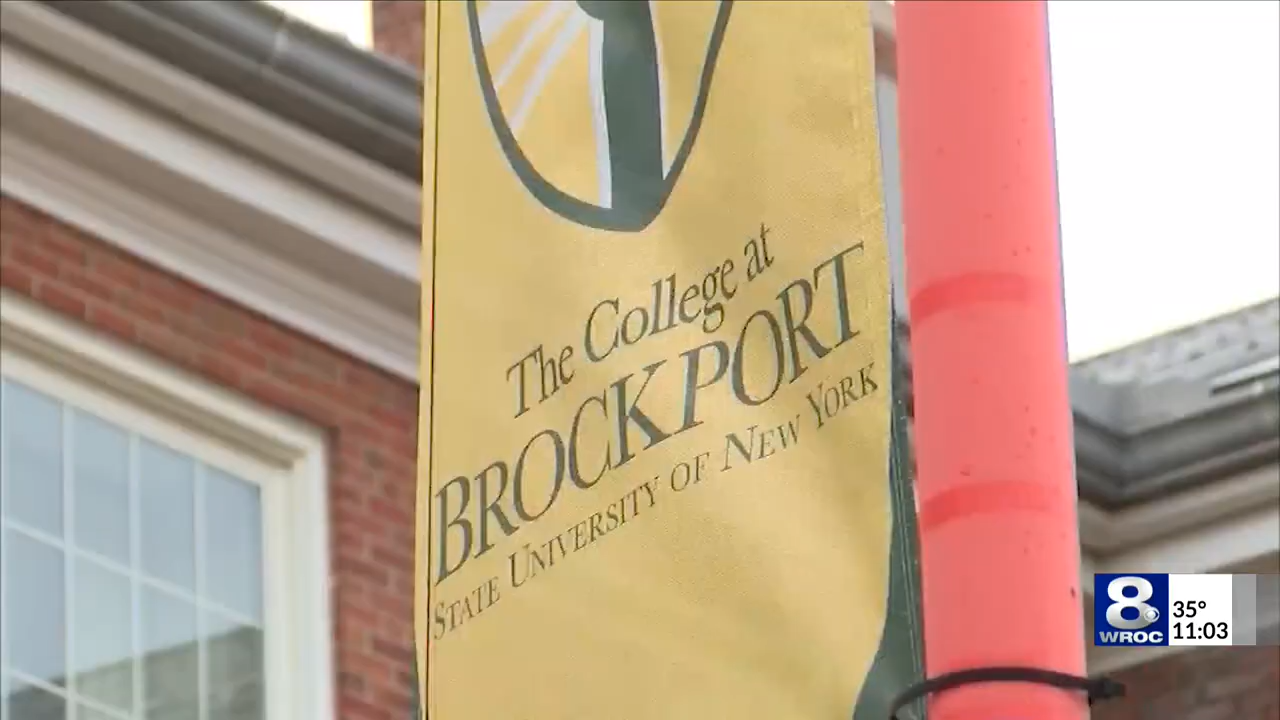 The College at
BROCKPORT
STATE UNIVERSITY OF NEW YORK
8
WROC
35°
11:03